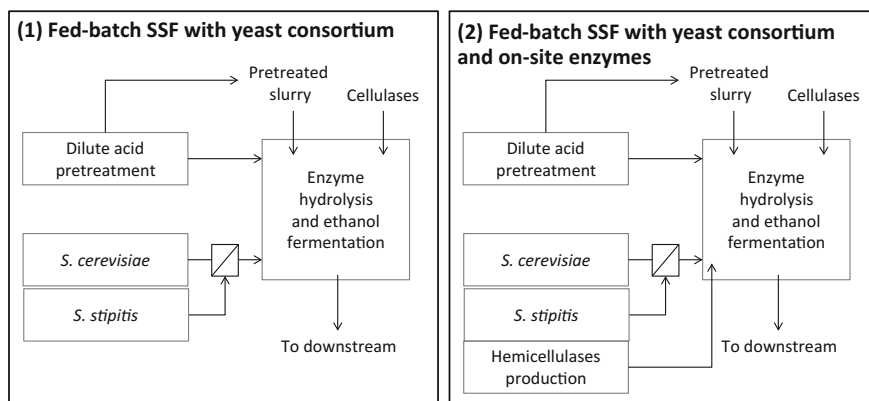 (1) Fed-batch SSF with yeast consortium
Pretreated
slurry
Cellulases
Dilute acid
pretreatment
Enzyme
hydrolysis
and ethanol
fermentation
S. cerevisiae
S. stipitis
To downstream
(2) Fed-batch SSF with yeast consortium
and on-site enzymes
Pretreated
slurry
Cellulases
Dilute acid
pretreatment
Enzyme
hydrolysis
and ethanol
fermentation
S. cerevisiae
S. stipitis
To downstream
Hemicellulases
production